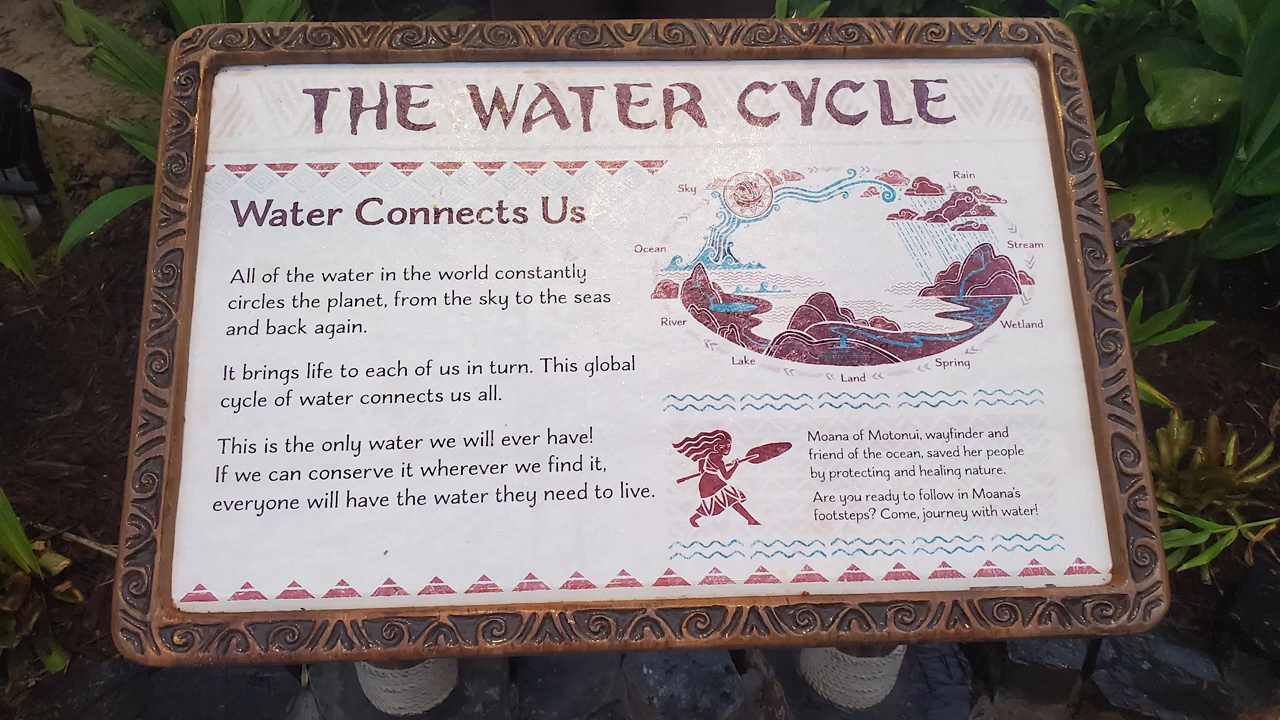 THE WATER CYCLE
Water Connects Us
All of the water in the world constantly
circles the planet, from the sky to the seas
and back again.
It brings life to each of us in turn. This global
cycle of water connects us all.
This is the only water we will ever have!
If we can conserve it wherever we find it,
everyone will have the water they need to live.
Sky
Rain
Ocean
Stream
River
Wetland
Lake
Spring
Land
Moana of Motonui, wayfinder and
friend of the ocean, saved her people
by protecting and healing nature.
Are you ready to follow in Moana's
footsteps? Come, journey with water!